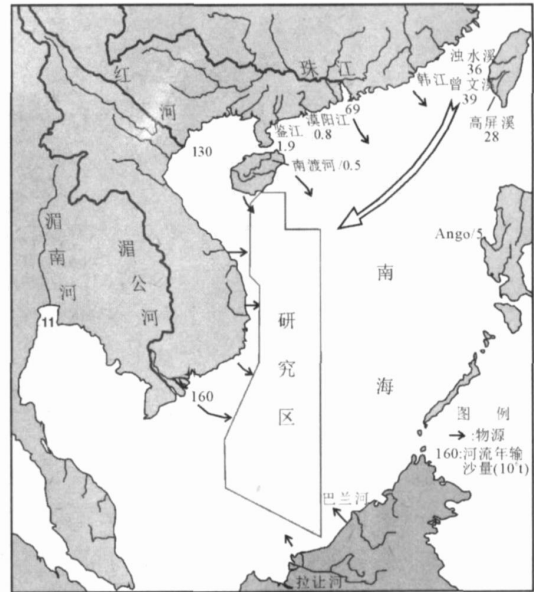 浊水溪
36
曾文溪
39
高屏溪
28
韩江
珠江
69
漠阳江
0.8
鉴江
1.9
南渡河/0.5
红河
130
湄南河
11
湄公河
160
Ango/5
南海
研究区
巴兰河
拉让河
图 例
:物源
160:河流年输
沙量(10⁶t)